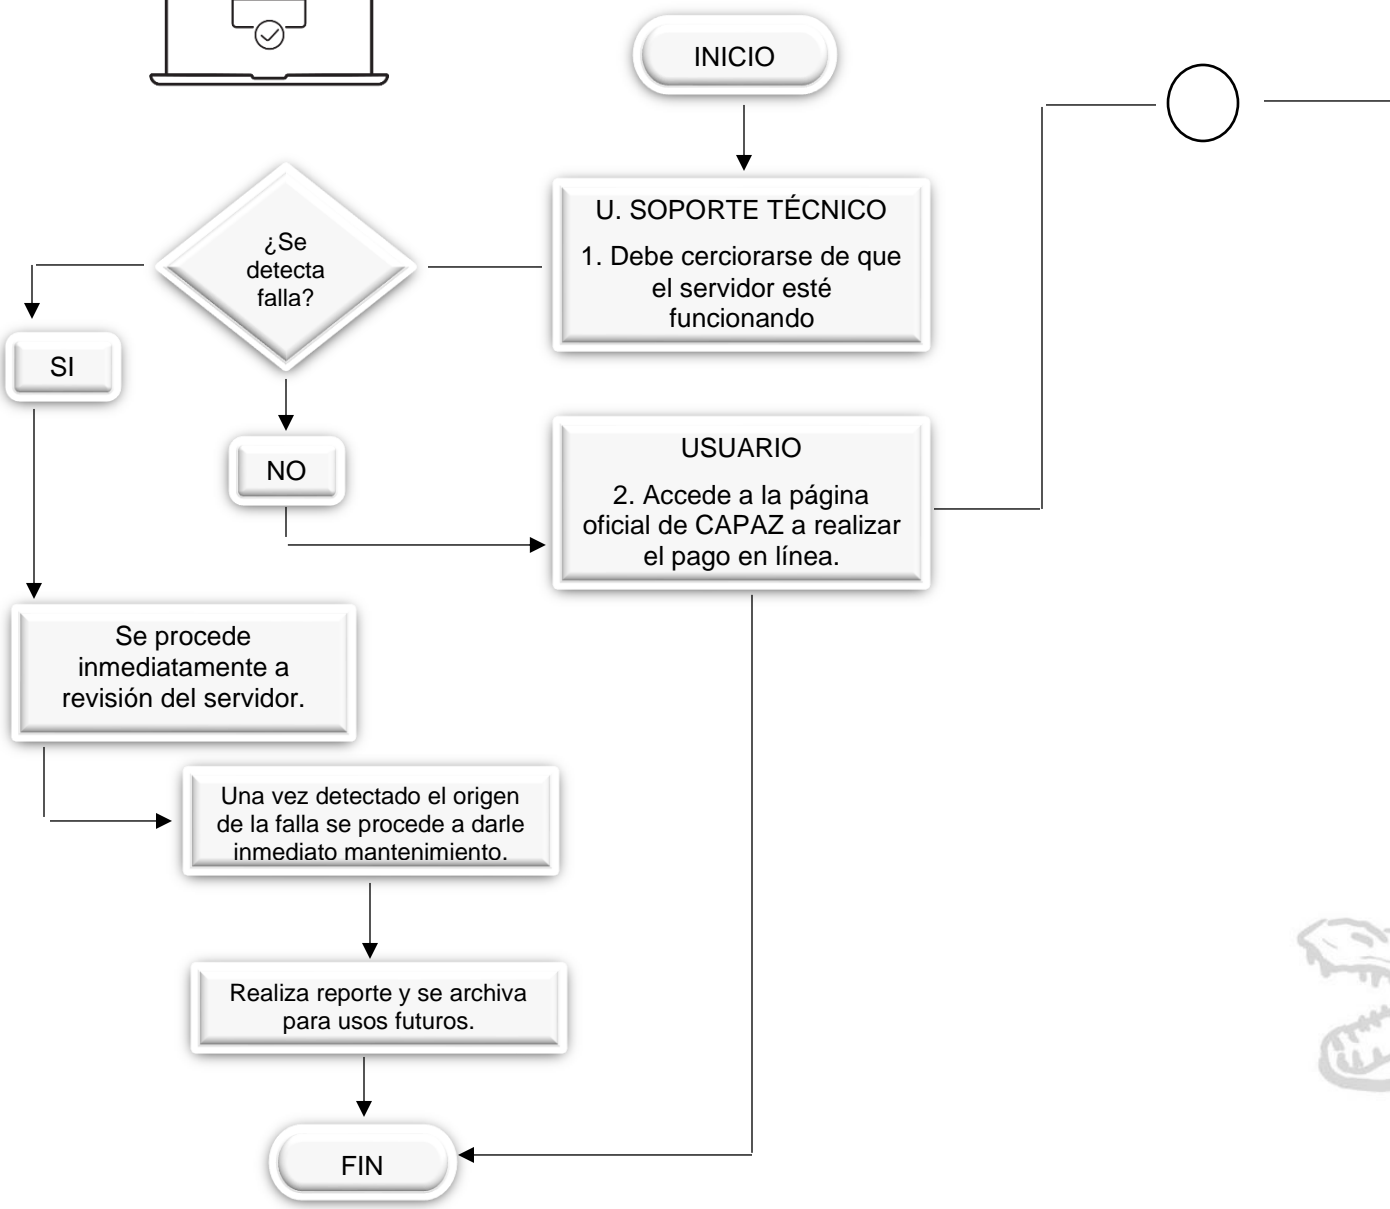 INICIO
U. SOPORTE TÉCNICO
1. Debe cerciorarse de que
el servidor esté
funcionando
¿Se
detecta
falla?
SI
NO
USUARIO
2. Accede a la página
oficial de CAPAZ a realizar
el pago en línea.
Se procede
inmediatamente a
revisión del servidor.
Una vez detectado el origen
de la falla se procede a darle
inmediato mantenimiento.
Realiza reporte y se archiva
para usos futuros.
FIN